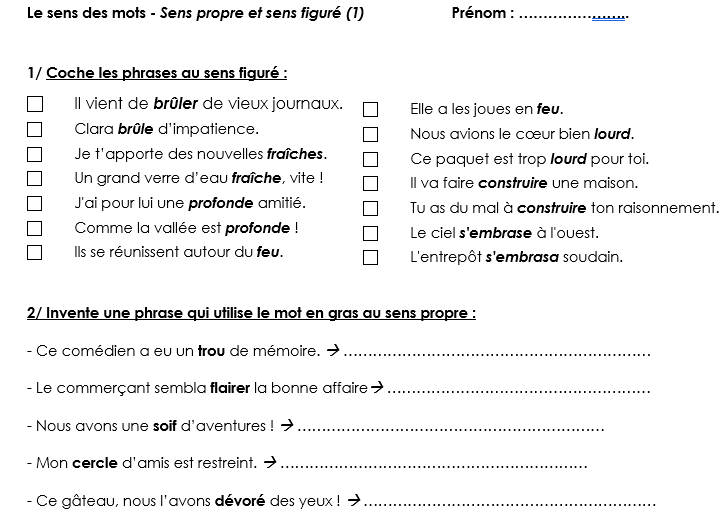 Le sens des mots - Sens propre et sens figuré (1) Prénom : ……………………..
1/ Coche les phrases au sens figuré :
Il vient de brûler de vieux journaux.
Clara brûle d’impatience.
Je t’apporte des nouvelles fraîches.
Un grand verre d’eau fraîche, vite !
J'ai pour lui une profonde amitié.
Comme la vallée est profonde !
Ils se réunissent autour du feu.
Elle a les joues en feu.
Nous avions le cœur bien lourd.
Ce paquet est trop lourd pour toi.
Il va faire construire une maison.
Tu as du mal à construire ton raisonnement.
Le ciel s'embrase à l'ouest.
L'entrepôt s'embrasa soudain.
2/ Invente une phrase qui utilise le mot en gras au sens propre :
- Ce comédien a eu un trou de mémoire. → ………………………………………………………
- Le commerçant sembla flairer la bonne affaire→ ………………………………………………
- Nous avons une soif d’aventures ! → ………………………………………………………
- Mon cercle d’amis est restreint. → ………………………………………………………
- Ce gâteau, nous l’avons dévoré des yeux ! → ……………………………………………………